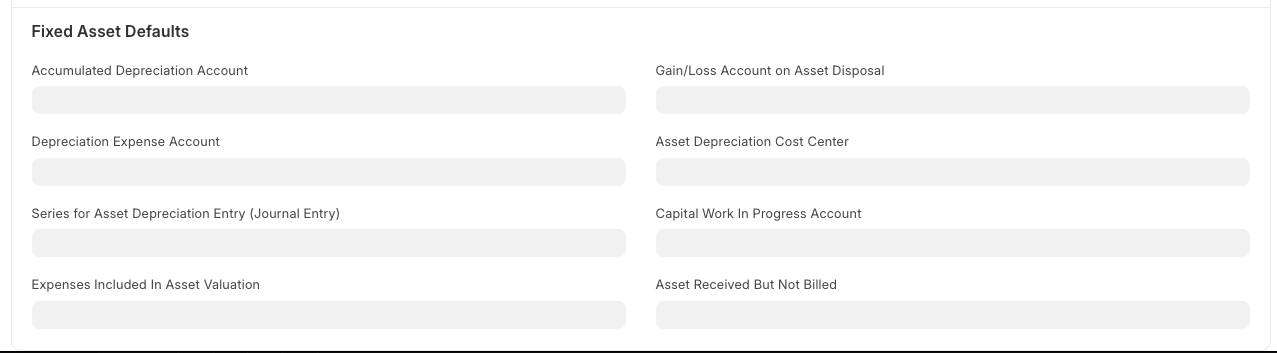 Fixed Asset Defaults
Accumulated Depreciation Account
Gain/Loss Account on Asset Disposal
Depreciation Expense Account
Asset Depreciation Cost Center
Series for Asset Depreciation Entry (Journal Entry)
Capital Work In Progress Account
Expenses Included In Asset Valuation
Asset Received But Not Billed